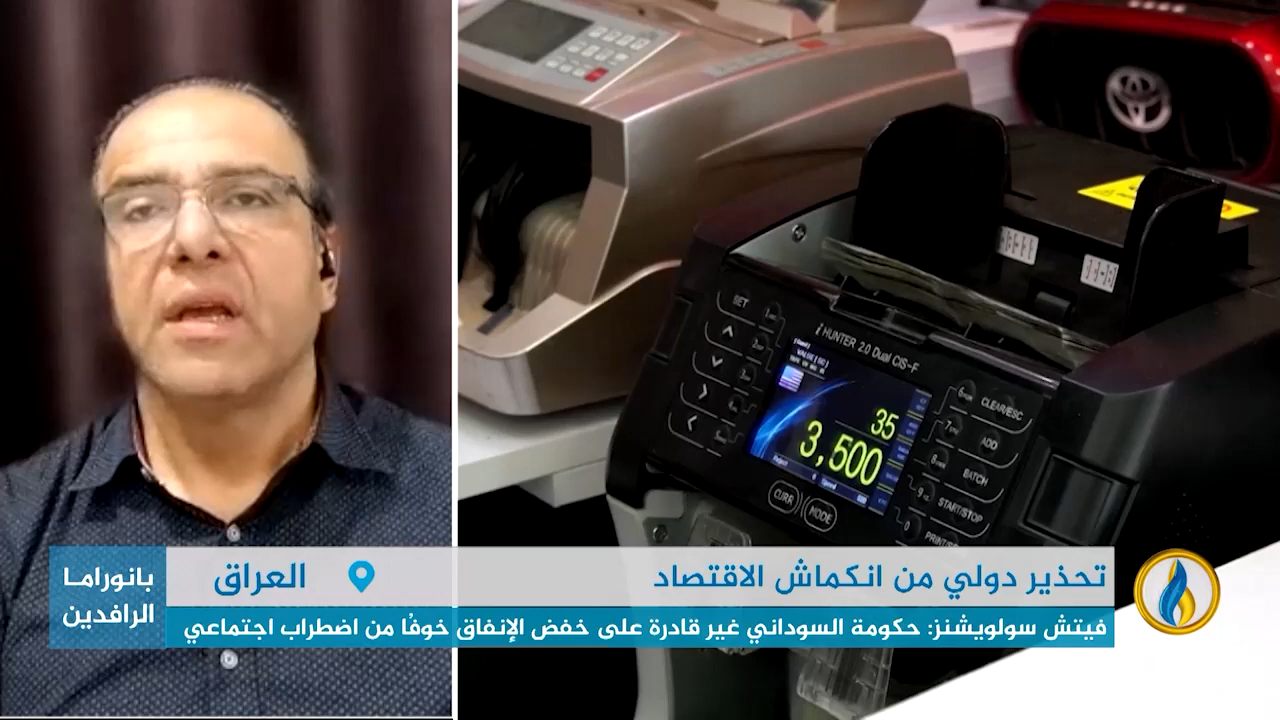 SET
CLEAR/ESC
ADD
BATCH
START/STOP
i HUNTER 2.0 Dual CIS-F
35
3,500
CURR
MODE
تحذير دولي من انكماش الاقتصاد
العراق
بانوراما
الرافدين
فيتش سولويشنز: حكومة السوداني غير قادرة على خفض الإنفاق خوفًا من اضطراب اجتماعي